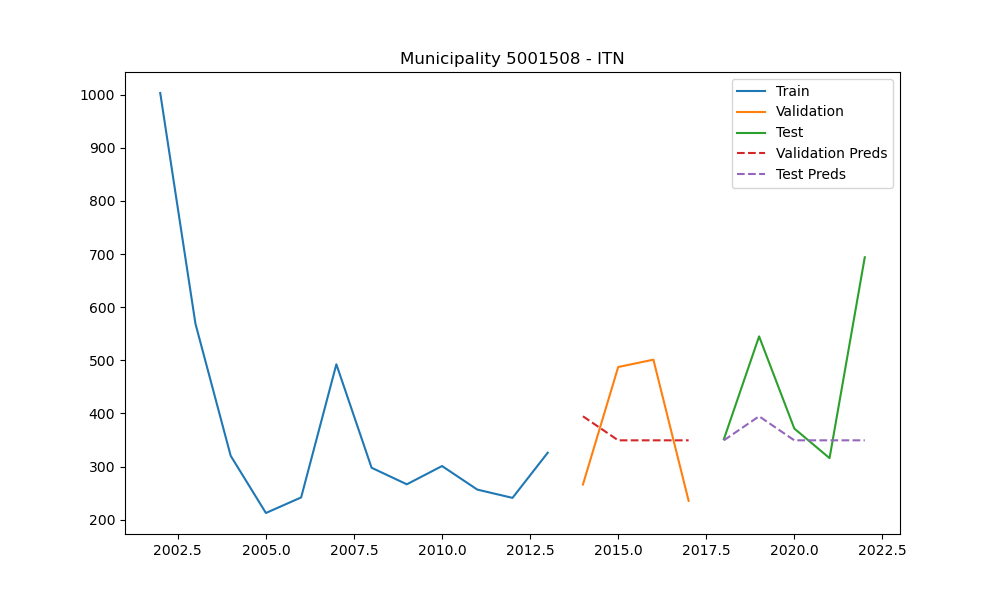 Municipality 5001508 - ITN
Train
Validation
Test
Validation Preds
Test Preds
1000
900
800
700
600
500
400
300
200
2002.5 2005.0 2007.5 2010.0 2012.5 2015.0 2017.5 2020.0 2022.5